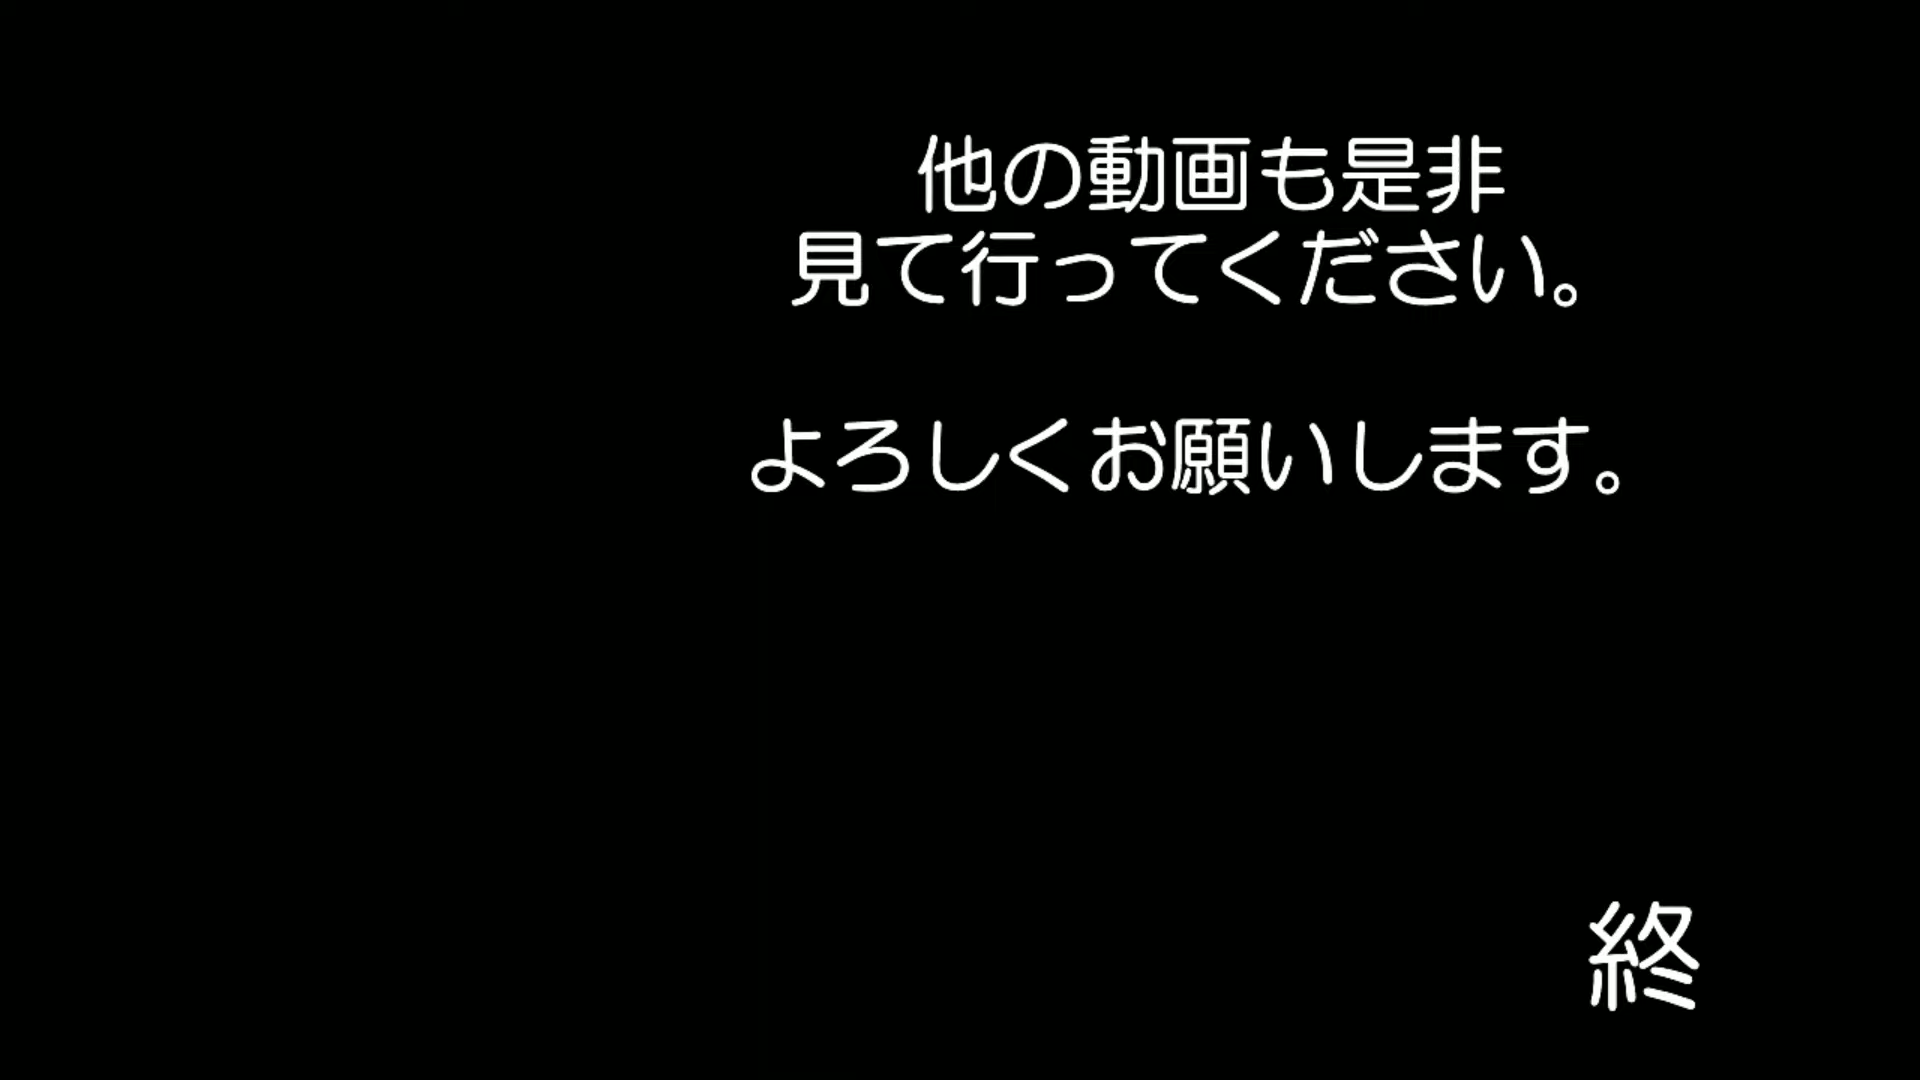 他の動画も是非
見て行ってください。
よろしくお願いします。
終